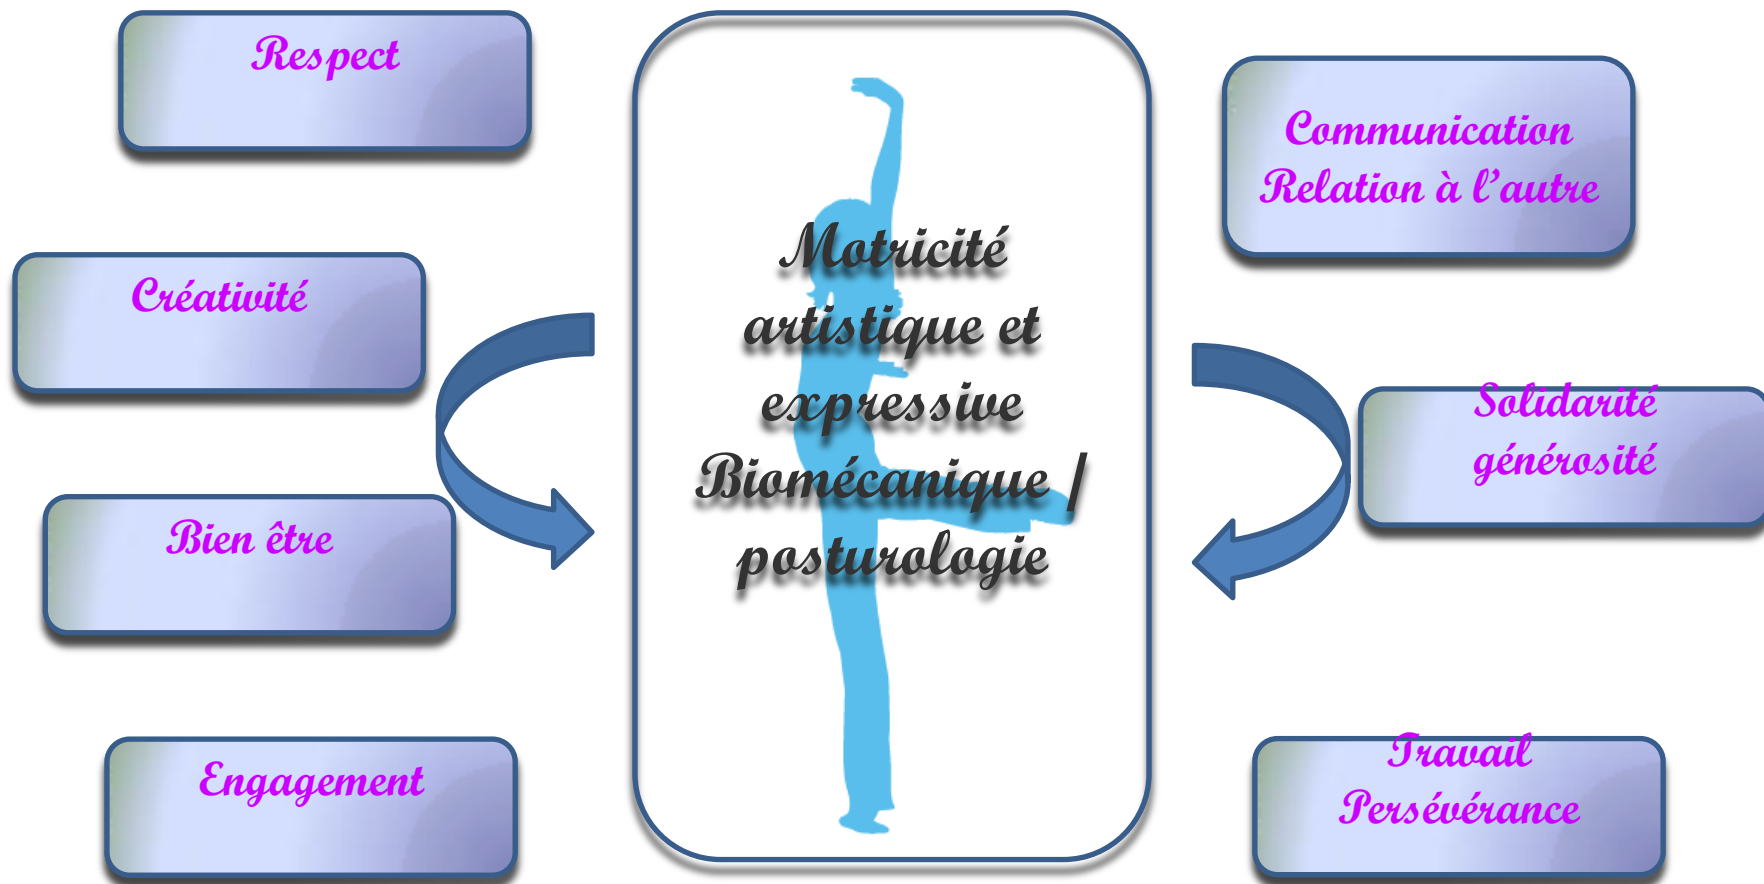 Respect
Créativité
Bien être
Engagement
Motricité
artistique et
expressive
Biomécanique /
posturologie
Communication
Relation à l’autre
Solidarité
générosité
Travail
Persévérance